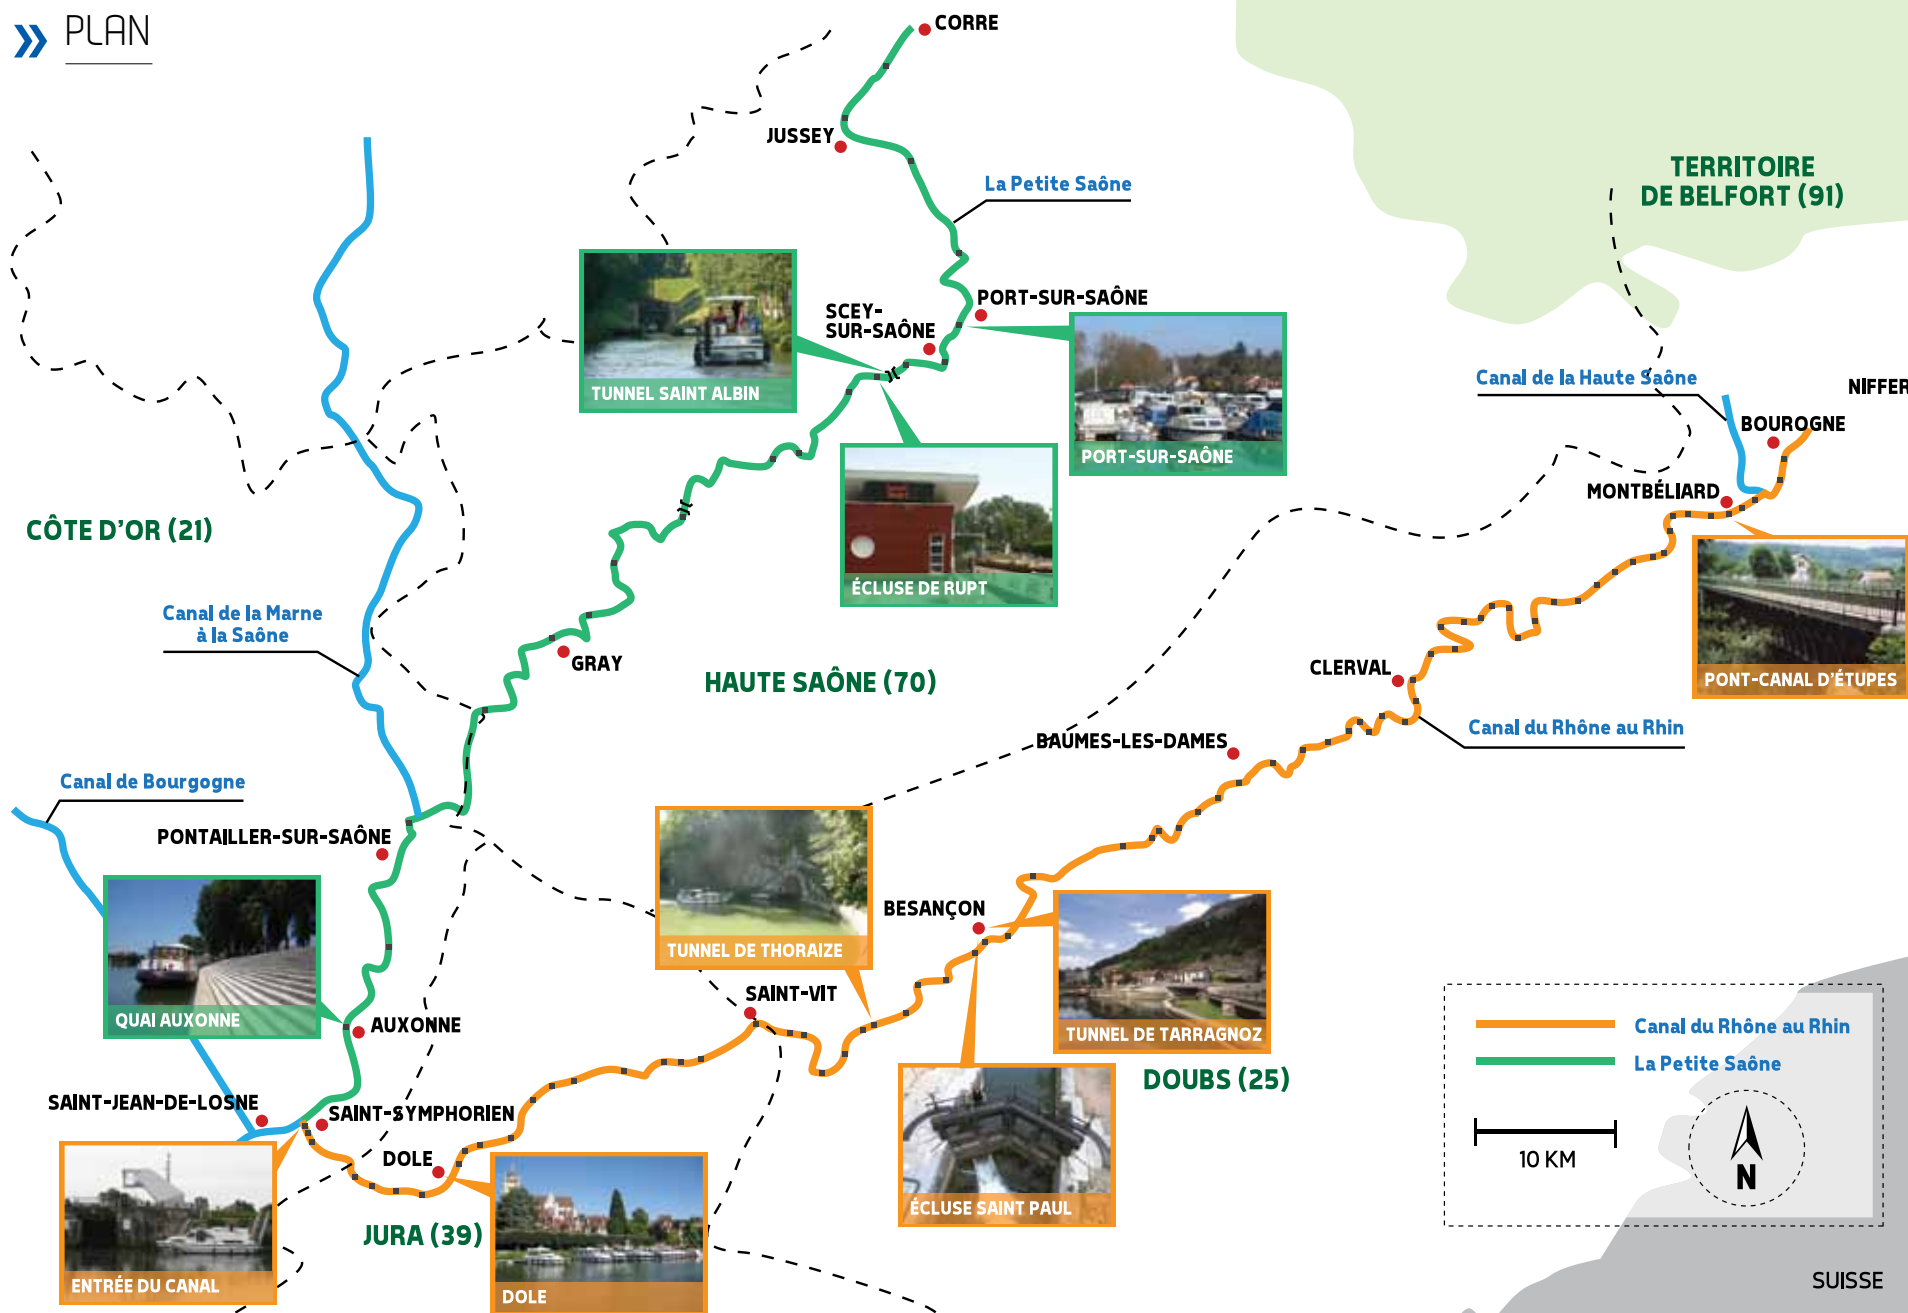 PLAN
CORRE
JUSSEY
TERRITOIRE
DE BELFORT (91)
La Petite Saône
PORT-SUR-SAÔNE
SCEY-
SUR-SAÔNE
TUNNEL SAINT ALBIN
PORT-SUR-SAÔNE
Canal de la Haute Saône
NIFFER
BOUROGNE
MONTBÉLIARD
CÔTE D'OR (21)
ÉCLUSE DE RUPT
Canal de la Marne
à la Saône
GRAY
HAUTE SAÔNE (70)
CLERVAL
PONT-CANAL D'ÉTUPES
Canal du Rhône au Rhin
BAUMES-LES-DAMES
Canal de Bourgogne
PONTAILLER-SUR-SAÔNE
BESANÇON
TUNNEL DE THORAIZE
SAINT-VIT
QUAI AUXONNE
AUXONNE
TUNNEL DE TARRAGNOZ
DOUBS (25)
SAINT-JEAN-DE-LOSNE
SAINT-SYMPHORIEN
DOLE
ÉCLUSE SAINT PAUL
JURA (39)
ENTRÉE DU CANAL
DOLE
Canal du Rhône au Rhin
La Petite Saône
10 KM
N
SUISSE